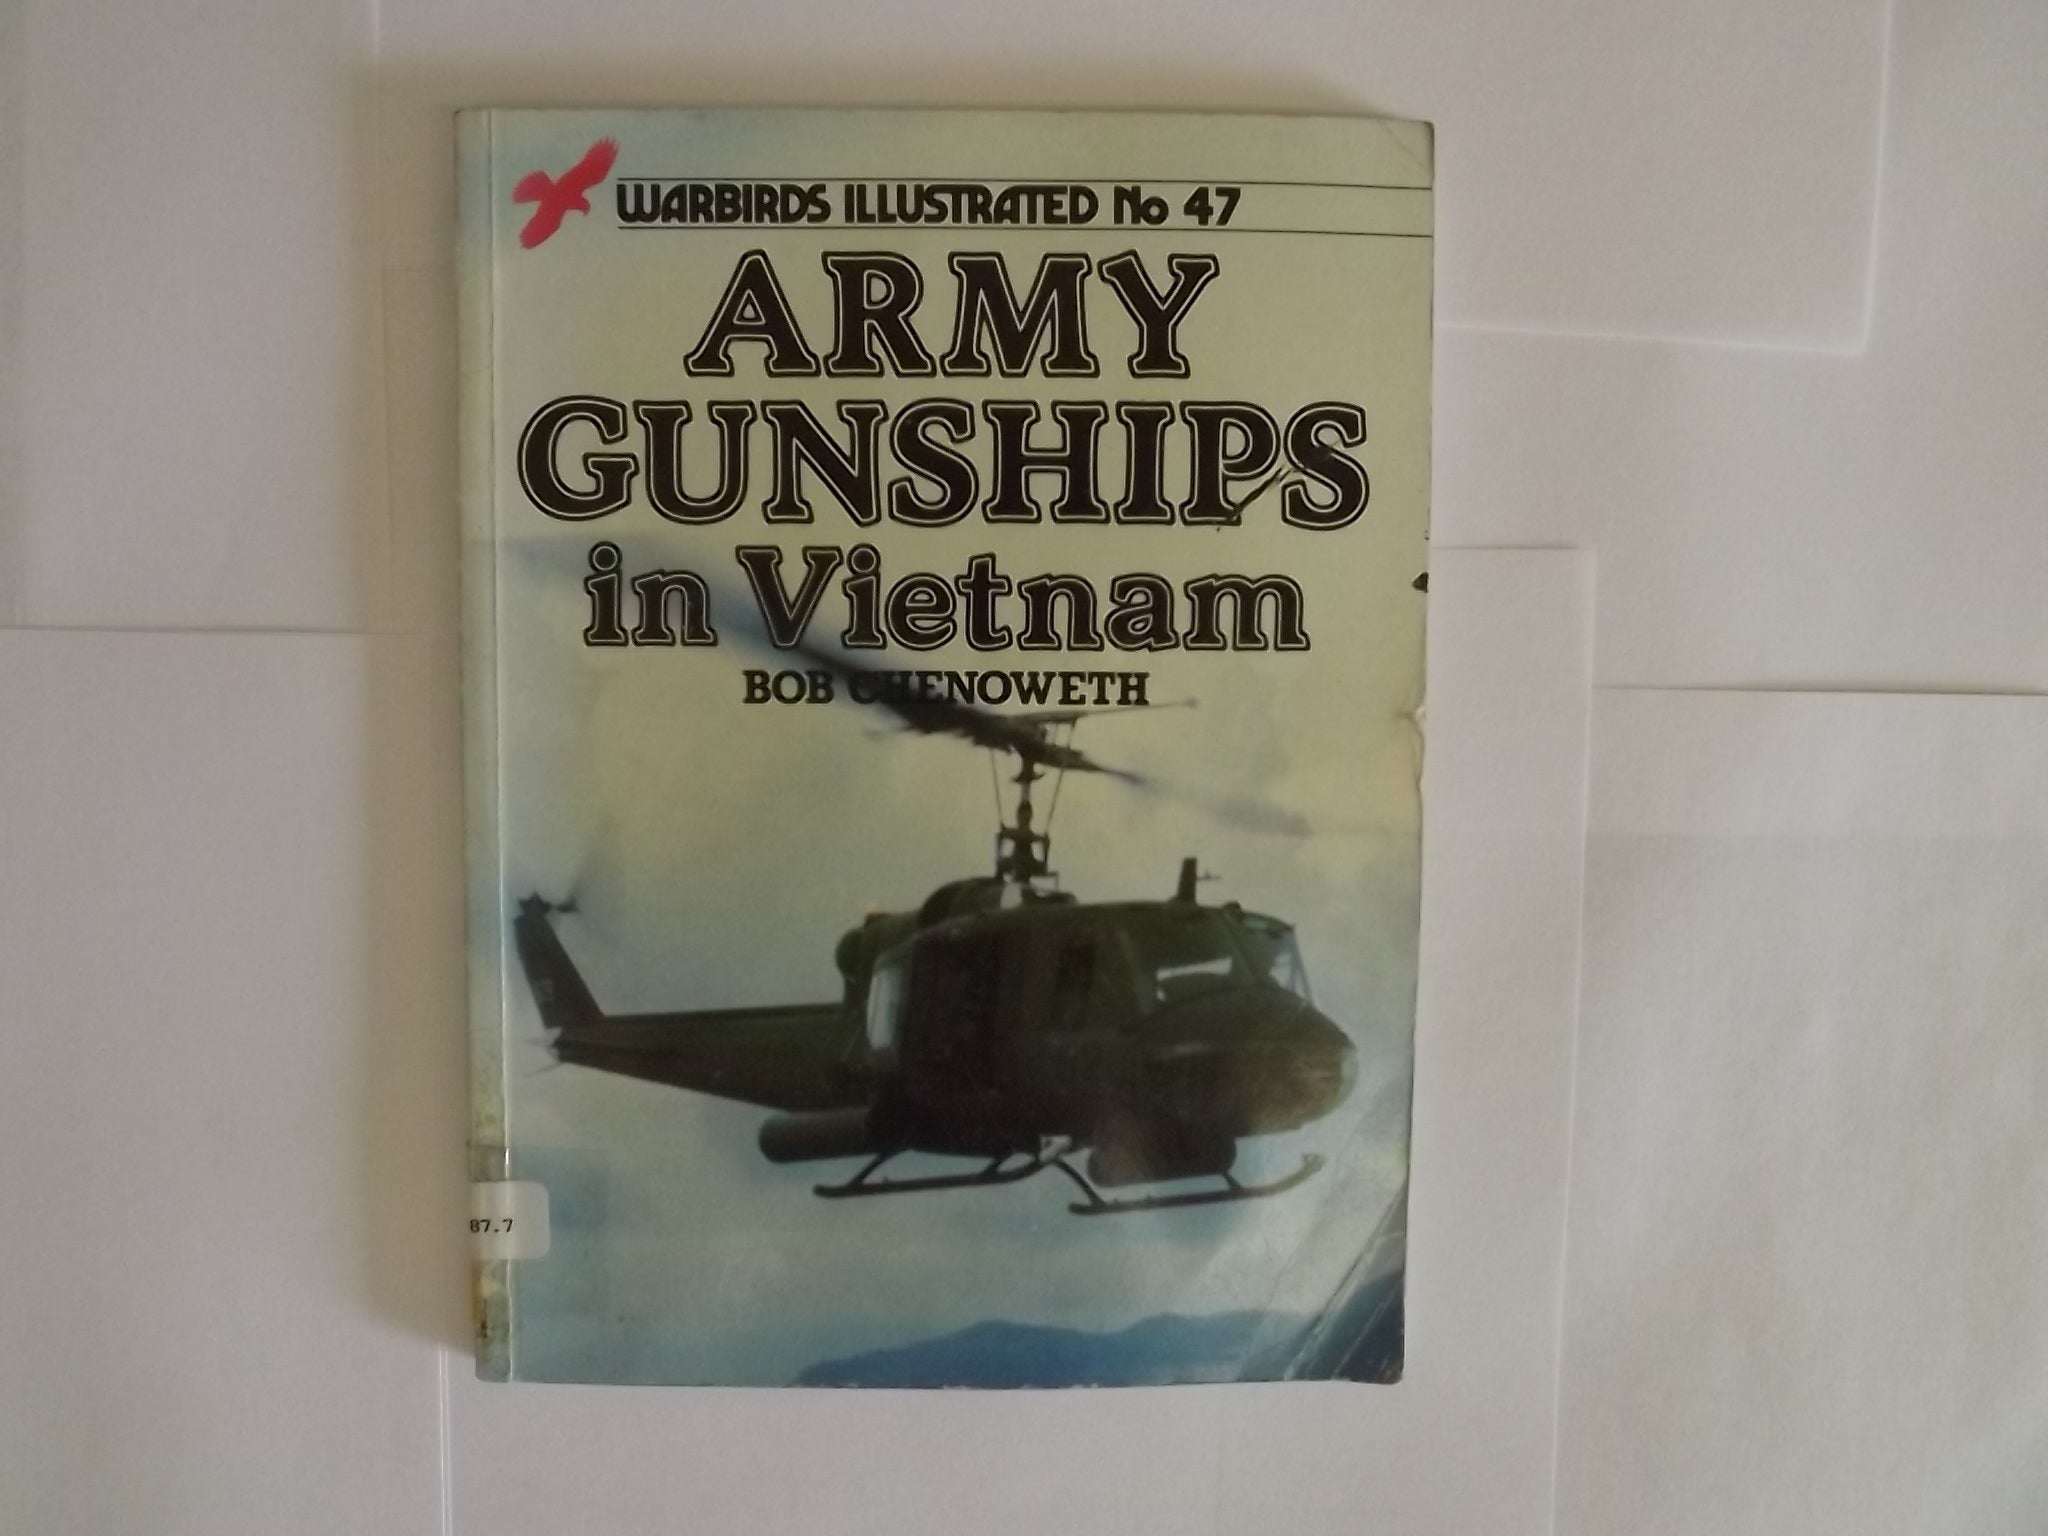 WARBIRDS ILLUSTRATED No 47
ARMY
GUNSHIPS
in Vietnam
BOB CHENOWETH
87.7